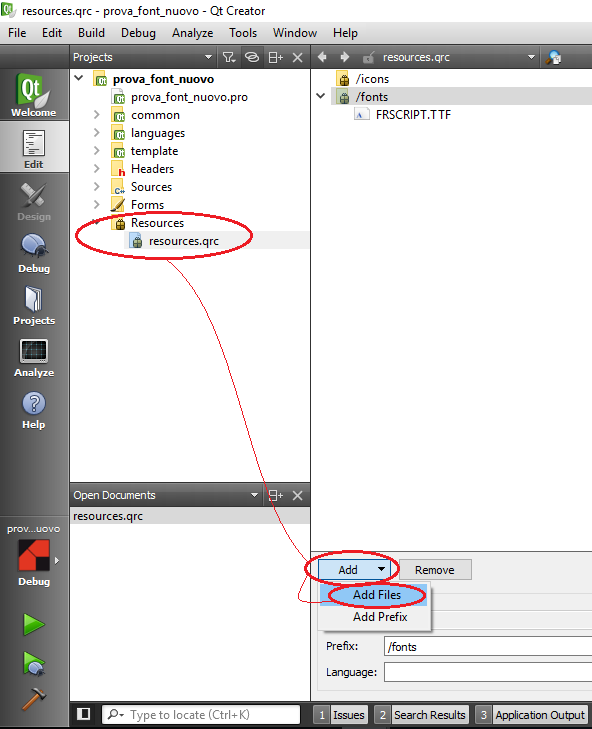 resources.qrc - prova_font_nuovo - Qt Creator
File Edit Build Debug Analyze Tools Window Help
Projects
resources.qrc
Welcome
Edit
Design
Debug
Projects
Analyze
Help
prov...uovo
Debug
prova_font_nuovo
prova_font_nuovo.pro
common
languages
template
Headers
Sources
Forms
Resources
resources.qrc
Open Documents
resources.qrc
/icons
/fonts
FRSCRIPT.TTF
Add
Remove
Add Files
Add Prefix
Prefix: /fonts
Language:
Type to locate (Ctrl+K)
1 Issues
2 Search Results
3 Application Output